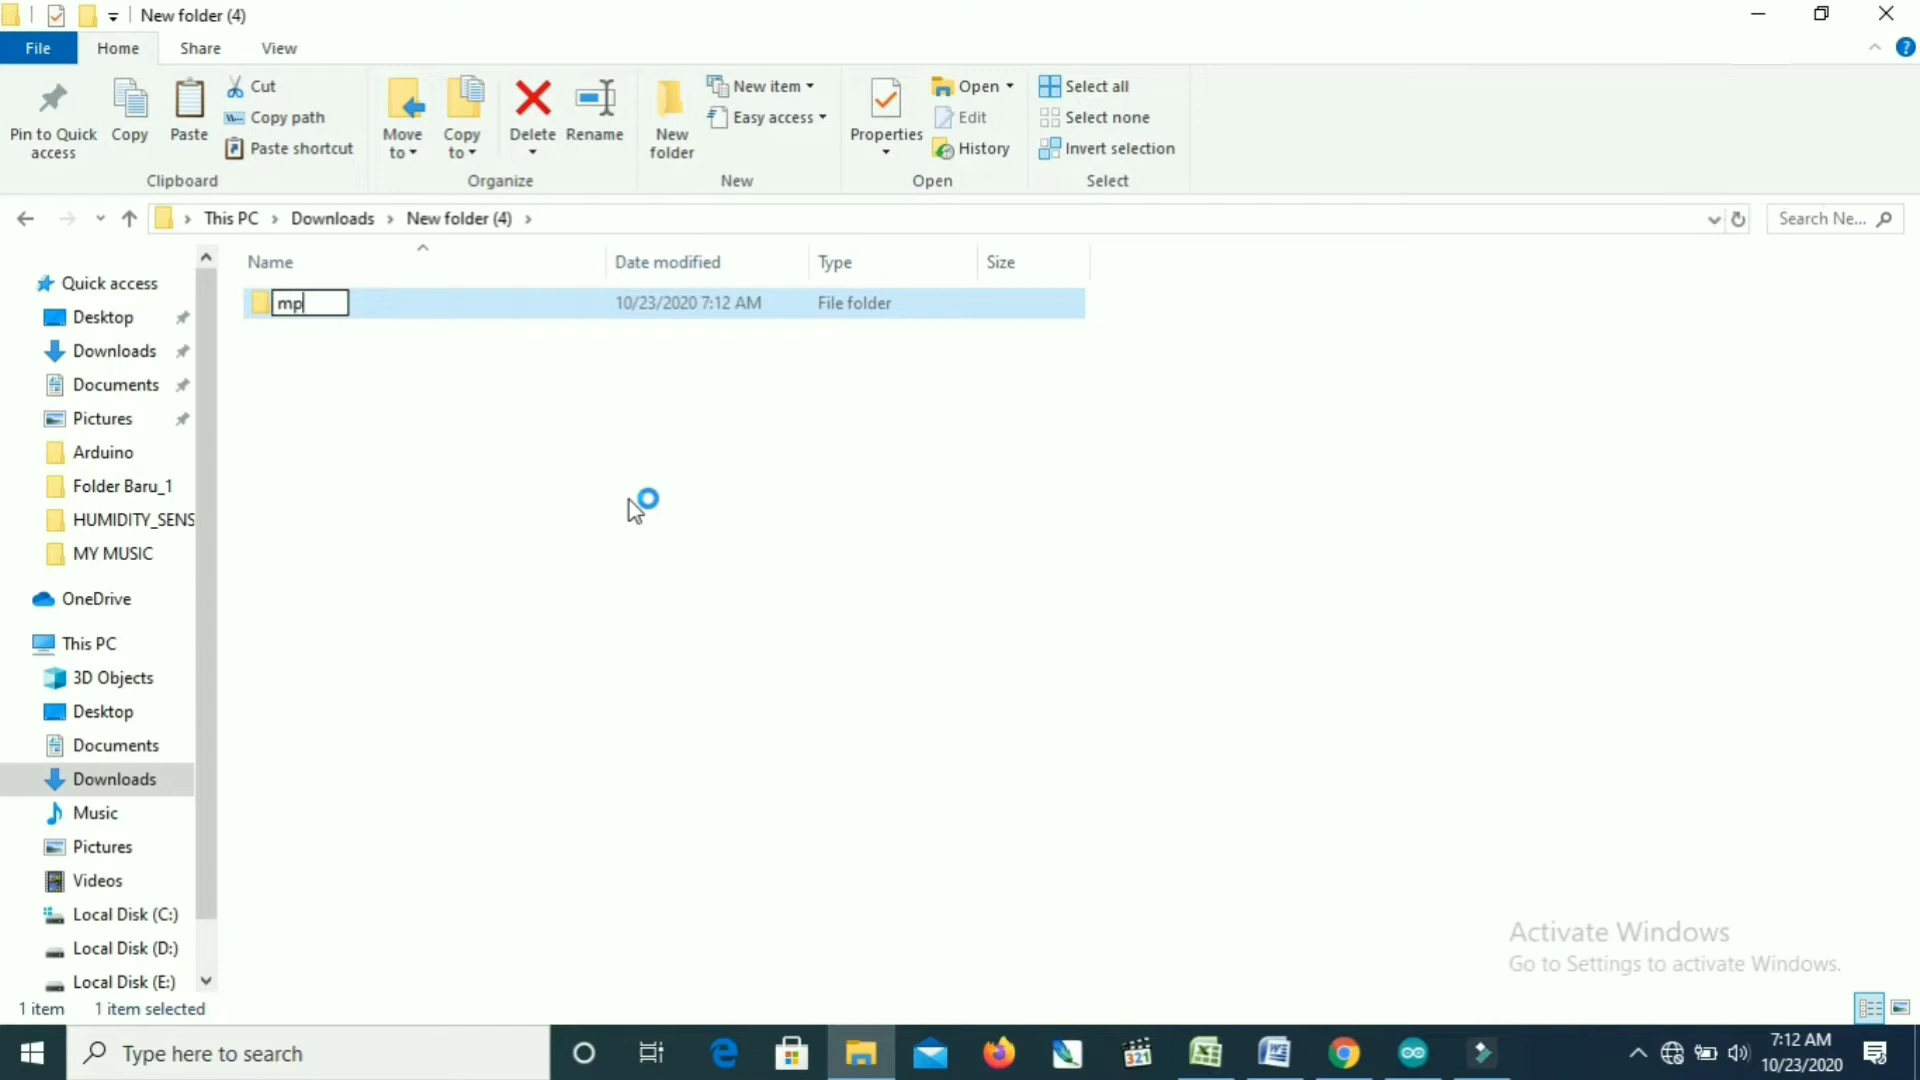 New folder (4)
File Home Share View
Pin to Quick access
Copy
Paste
Cut
Copy path
Paste shortcut
Clipboard
Move to
Copy to
Delete
Rename
Organize
New folder
New item
Easy access
New
Properties
Open
Edit
History
Open
Select all
Select none
Invert selection
Select
This PC Downloads New folder (4)
Search Ne...
Name Date modified Type Size
mp 10/23/2020 7:12 AM File folder
Quick access
Desktop
Downloads
Documents
Pictures
Arduino
Folder Baru_1
HUMIDITY_SENS
MY MUSIC
OneDrive
This PC
3D Objects
Desktop
Documents
Downloads
Music
Pictures
Videos
Local Disk (C:)
Local Disk (D:)
Local Disk (E:)
Activate Windows
Go to Settings to activate Windows.
1 item 1 item selected
Type here to search
321
7:12 AM
10/23/2020